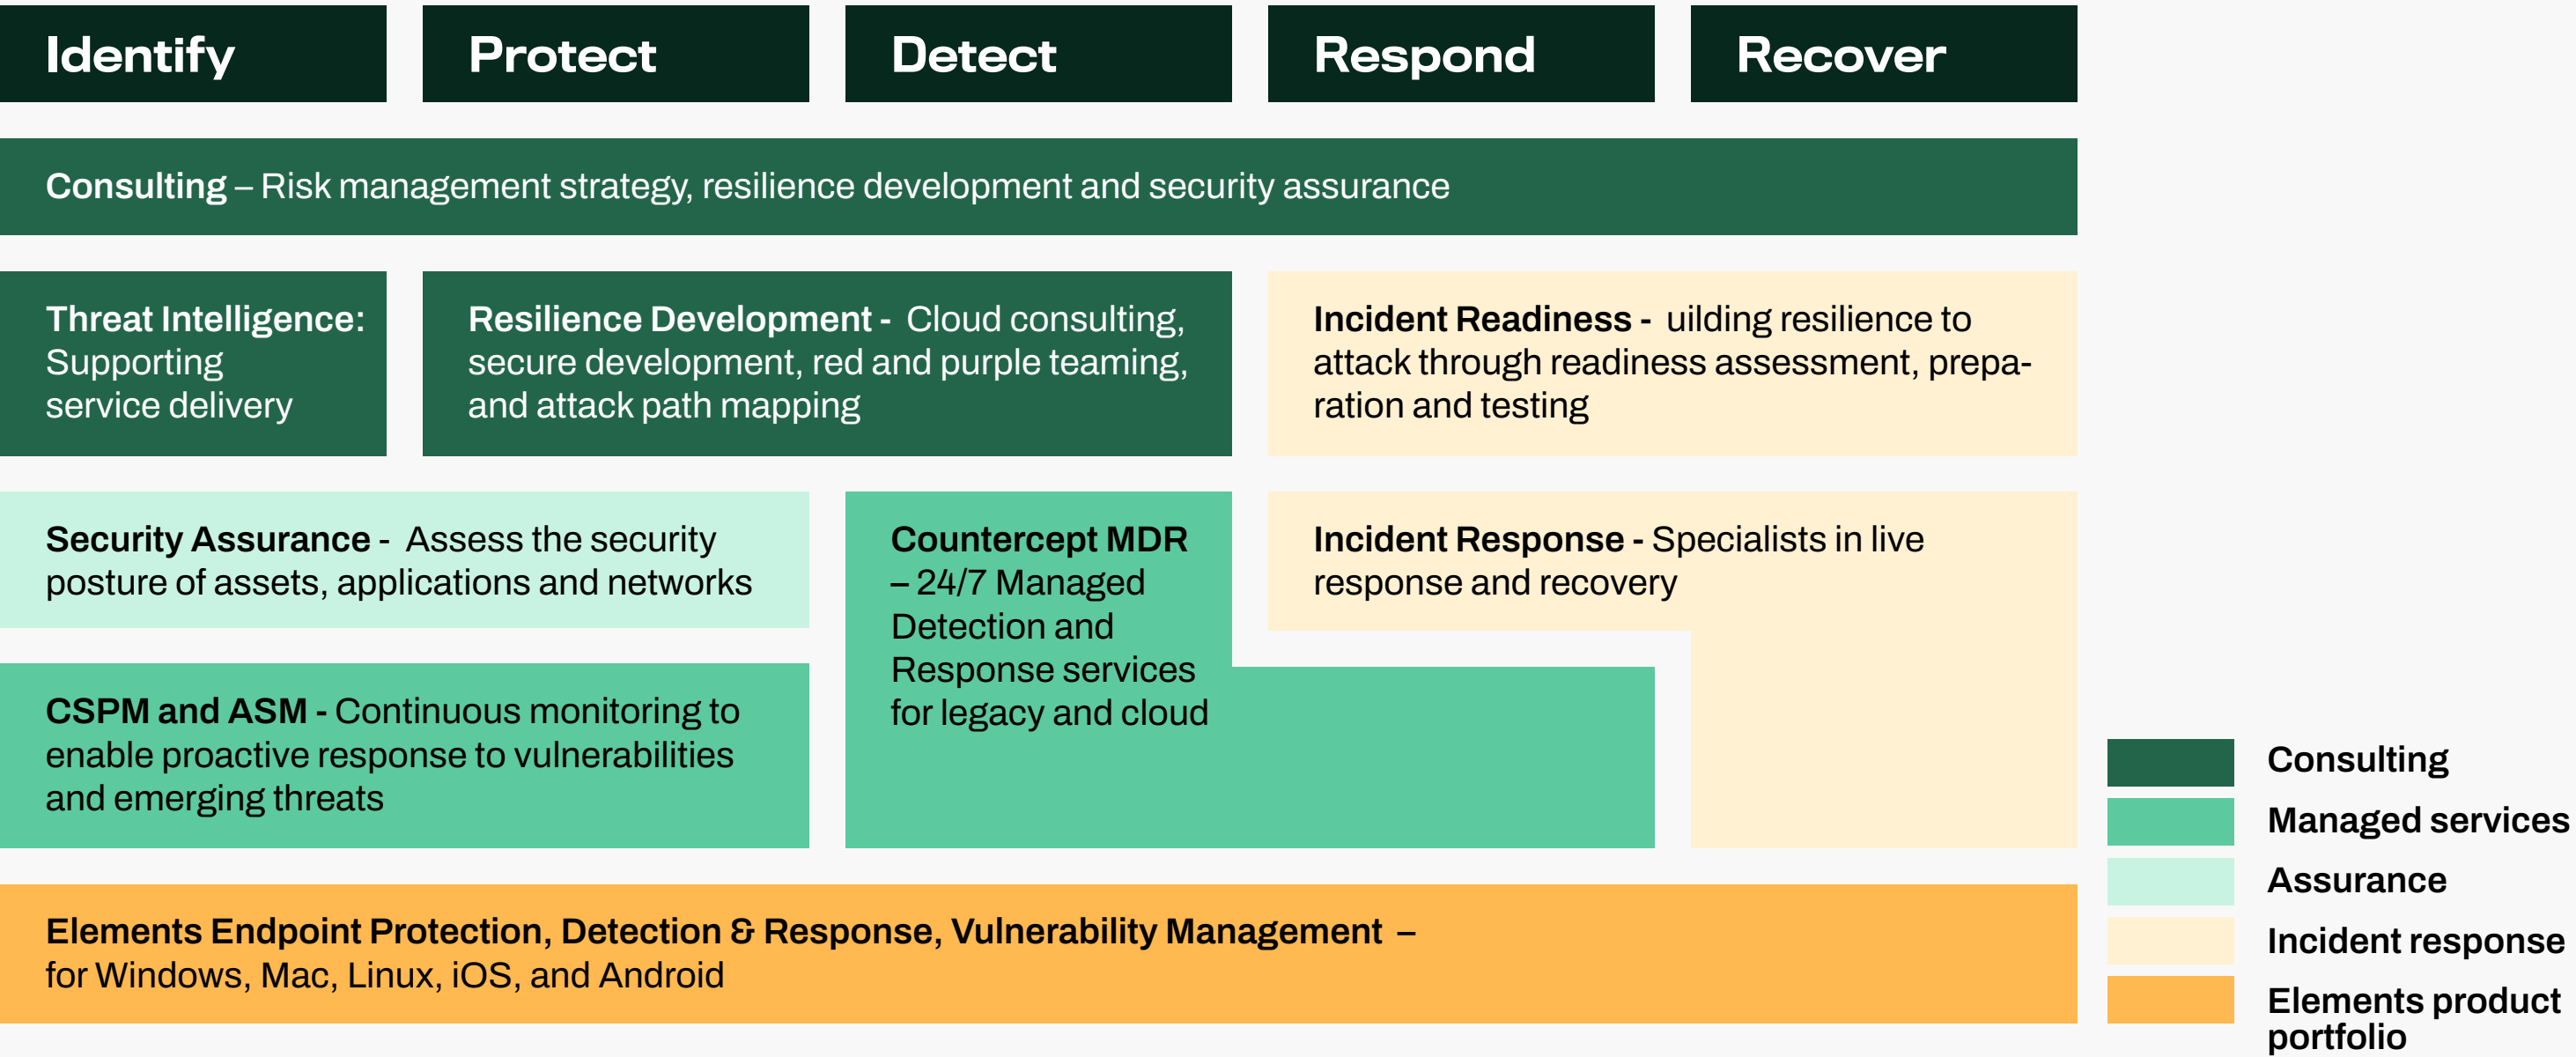 Identify
Protect
Detect
Respond
Recover
Consulting – Risk management strategy, resilience development and security assurance
Threat Intelligence:
Supporting
service delivery
Resilience Development - Cloud consulting,
secure development, red and purple teaming,
and attack path mapping
Incident Readiness - uilding resilience to
attack through readiness assessment, prepa-
ration and testing
Security Assurance - Assess the security
posture of assets, applications and networks
Countercept MDR
– 24/7 Managed
Detection and
Response services
for legacy and cloud
Incident Response - Specialists in live
response and recovery
CSPM and ASM - Continuous monitoring to
enable proactive response to vulnerabilities
and emerging threats
Elements Endpoint Protection, Detection & Response, Vulnerability Management –
for Windows, Mac, Linux, iOS, and Android
Consulting
Managed services
Assurance
Incident response
Elements product
portfolio